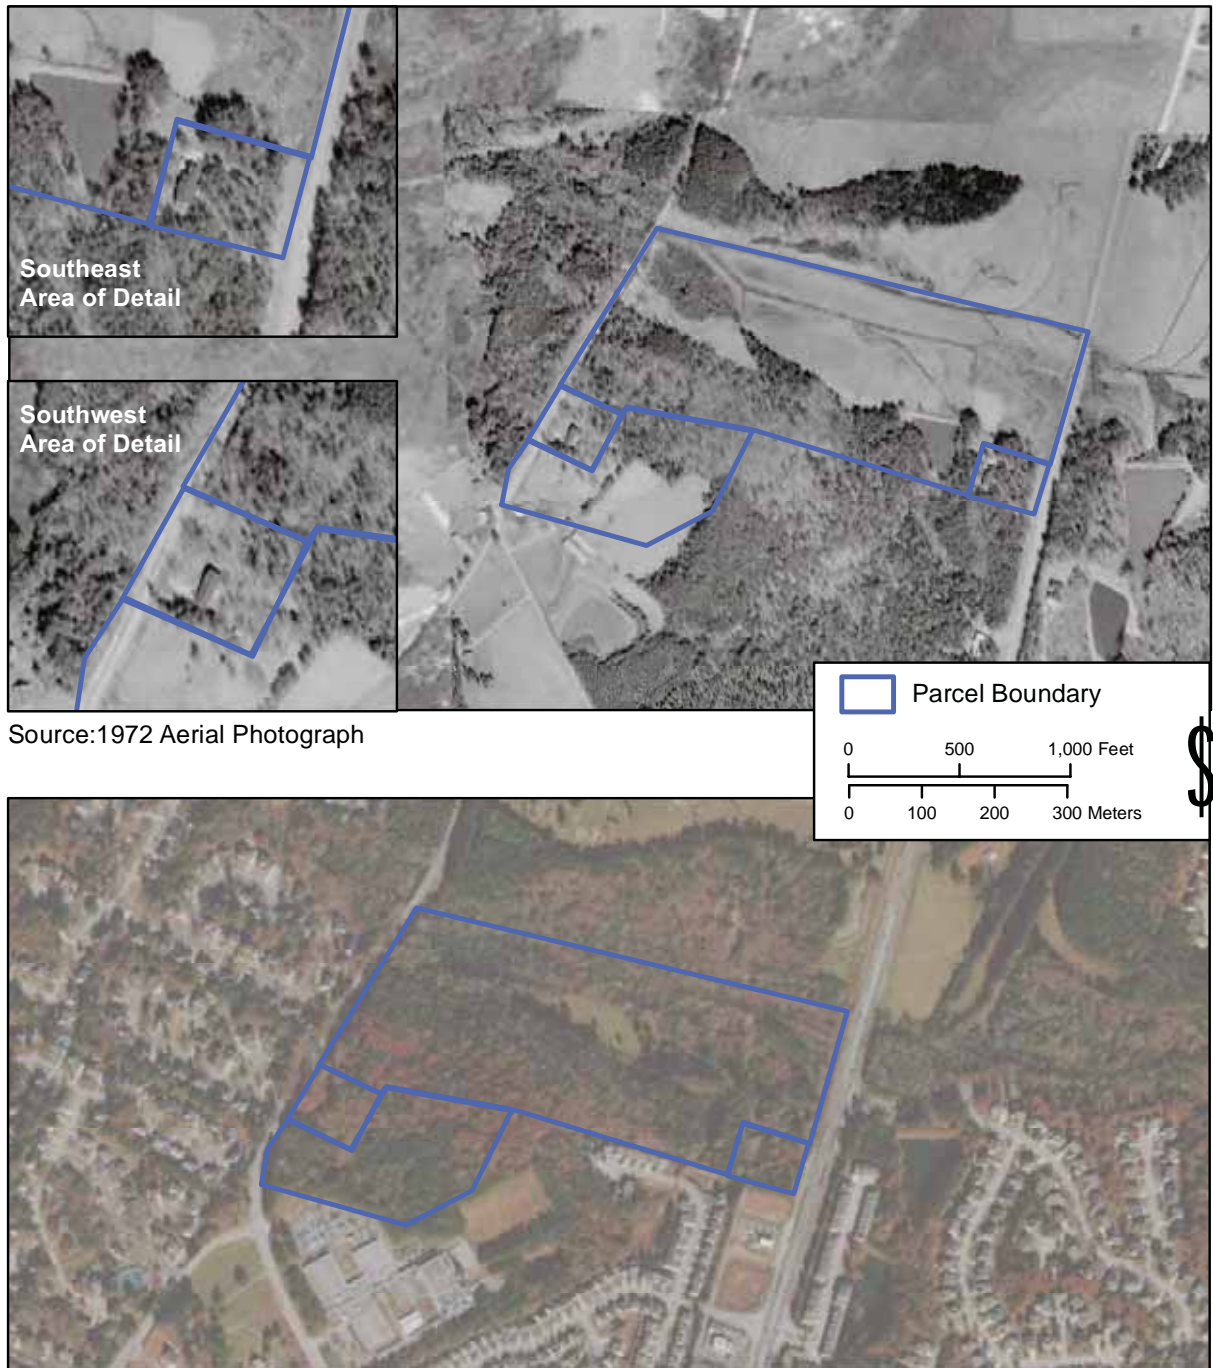 Southeast
Area of Detail
Southwest
Area of Detail
Source:1972 Aerial Photograph
Parcel Boundary
0 500 1,000 Feet
0 100 200 300 Meters
$